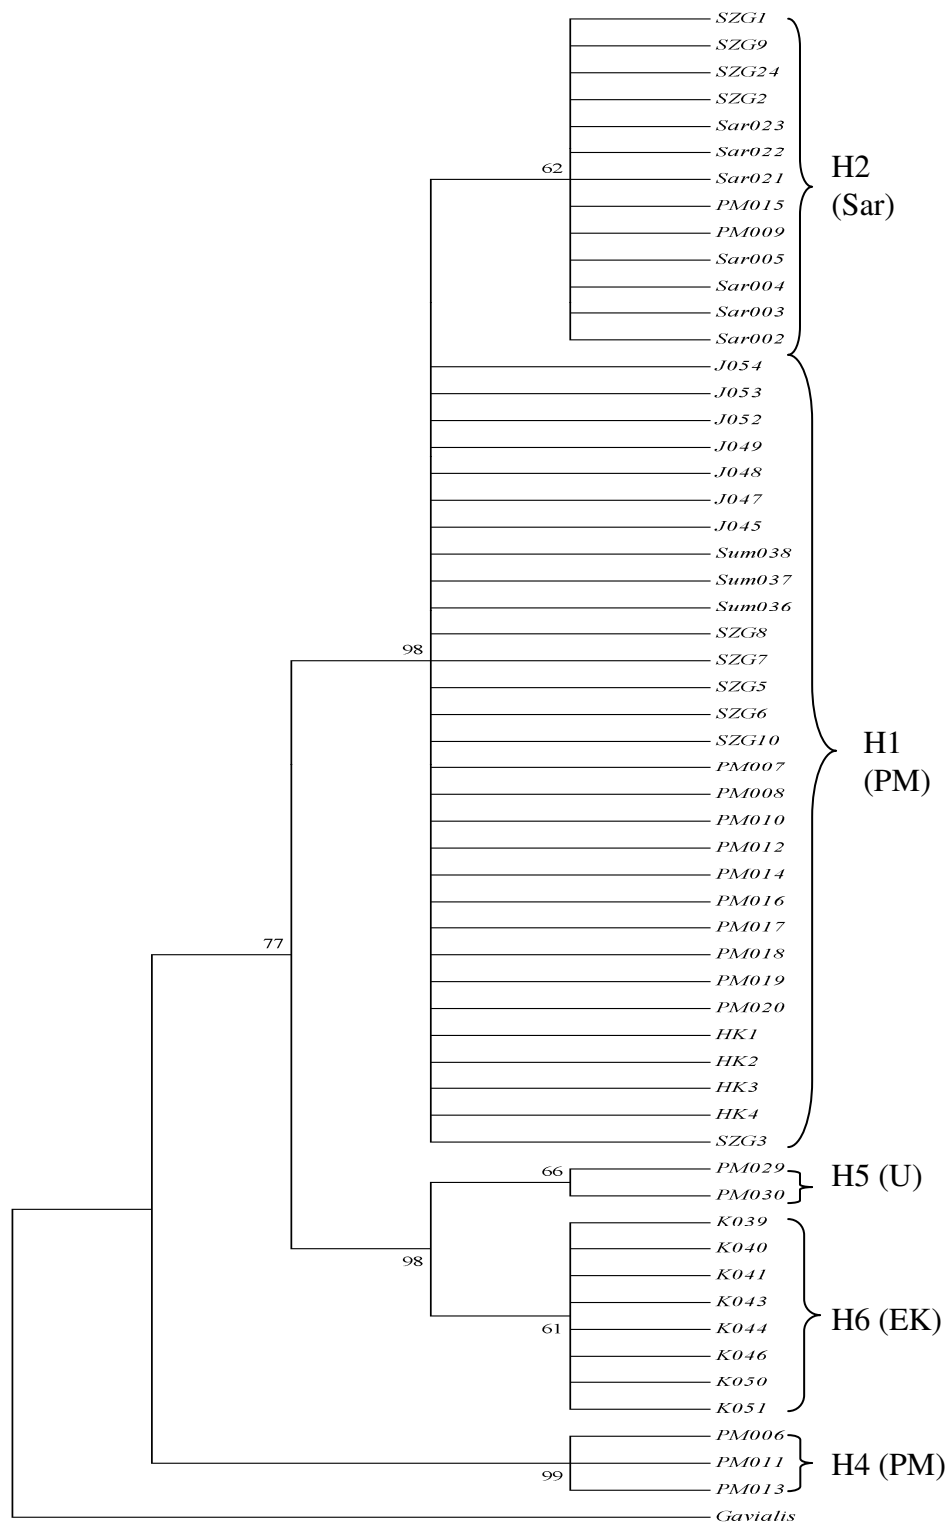 SZG1
SZG9
SZG24
SZG2
Sar023
Sar022
62
Sar021
H2
(Sar)
PM015
PM009
Sar005
Sar004
Sar003
Sar002
J054
J053
J052
J049
J048
J047
J045
Sum038
Sum037
Sum036
SZG8
98
SZG7
SZG5
SZG6
SZG10
H1
(PM)
PM007
PM008
PM010
PM012
PM014
PM016
PM017
77
PM018
PM019
PM020
HK1
HK2
HK3
HK4
SZG3
66
PM029
H5 (U)
PM030
K039
K040
98
K041
K043
H6 (EK)
61
K044
K046
K050
K051
PM006
PM011
H4 (PM)
99
PM013
Gavialis